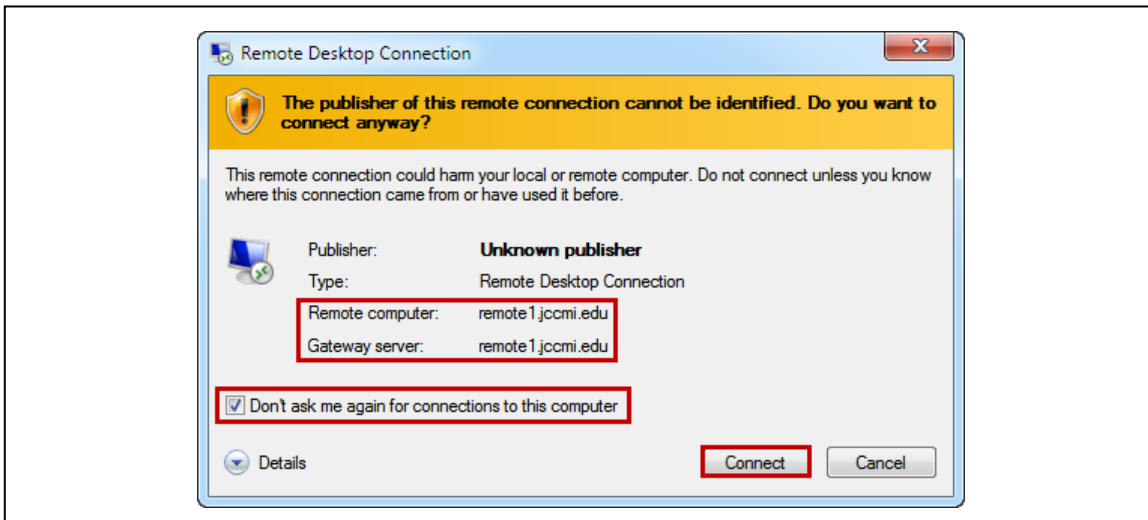 Remote Desktop Connection
The publisher of this remote connection cannot be identified. Do you want to
connect anyway?
This remote connection could harm your local or remote computer. Do not connect unless you know
where this connection came from or have used it before.
Publisher: Unknown publisher
Type: Remote Desktop Connection
Remote computer: remote1.jccmi.edu
Gateway server: remote1.jccmi.edu
Don't ask me again for connections to this computer
Details Connect Cancel